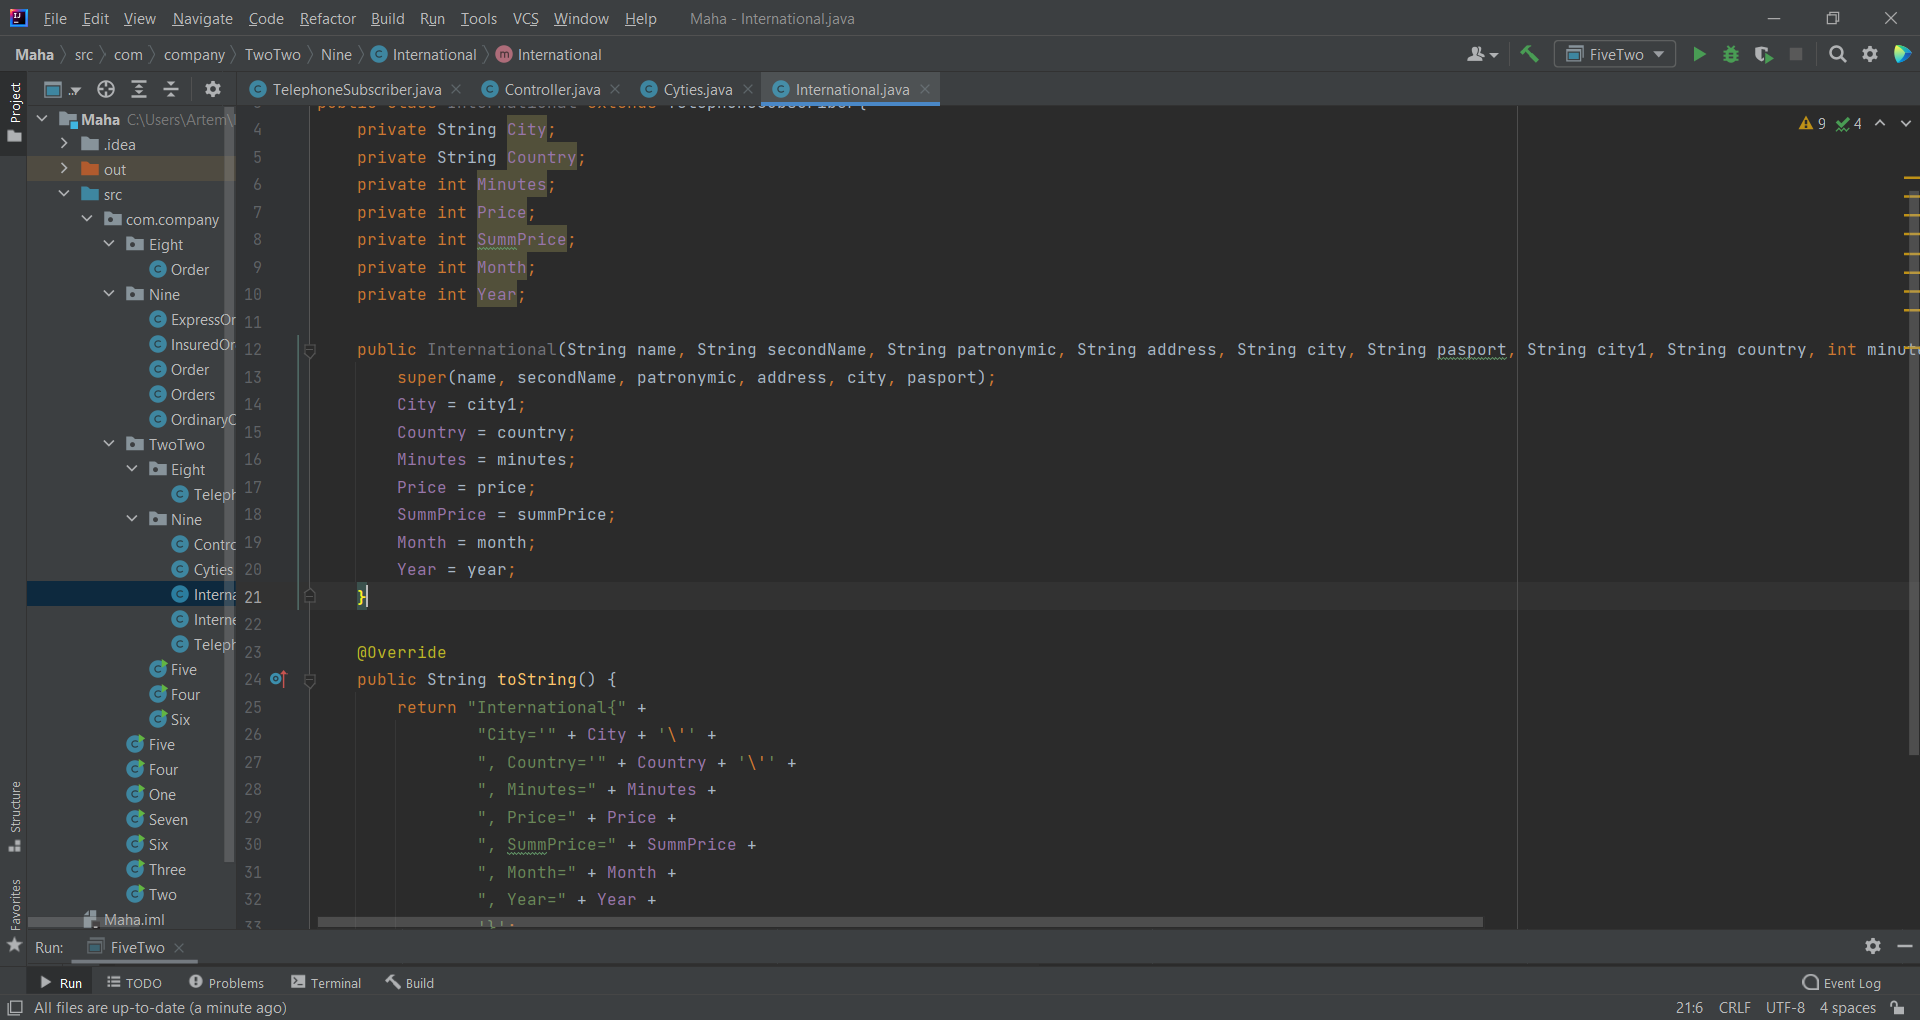 File Edit View Navigate Code Refactor Build Run Tools VCS Window Help Maha - International.java
Maha src com company TwoTwo Nine International International FiveTwo
Project
TelephoneSubscriber.java Controller.java Cyties.java International.java
Maha C:\Users\Artem\
.idea
out
src
com.company
Eight
Order
Nine
ExpressOr
InsuredOr
Order
Orders
OrdinaryC
TwoTwo
Eight
Teleph
Nine
Contro
Cyties
Interna
Interne
Teleph
Five
Four
Six
Five
Four
One
Seven
Six
Three
Two
Maha.iml
Structure
Favorites
9 4
4 private String City;
5 private String Country;
6 private int Minutes;
7 private int Price;
8 private int SummPrice;
9 private int Month;
10 private int Year;
11
12 public International(String name, String secondName, String patronymic, String address, String city, String pasport, String city1, String country, int minut
13 super(name, secondName, patronymic, address, city, pasport);
14 City = city1;
15 Country = country;
16 Minutes = minutes;
17 Price = price;
18 SummPrice = summPrice;
19 Month = month;
20 Year = year;
21 }
22
23 @Override
24 public String toString() {
25 return "International{" +
26 "City='" + City + '\'' +
27 ", Country='" + Country + '\'' +
28 ", Minutes=" + Minutes +
29 ", Price=" + Price +
30 ", SummPrice=" + SummPrice +
31 ", Month=" + Month +
32 ", Year=" + Year +
33 '}';
Run: FiveTwo
Run TODO Problems Terminal Build Event Log
All files are up-to-date (a minute ago) 21:6 CRLF UTF-8 4 spaces